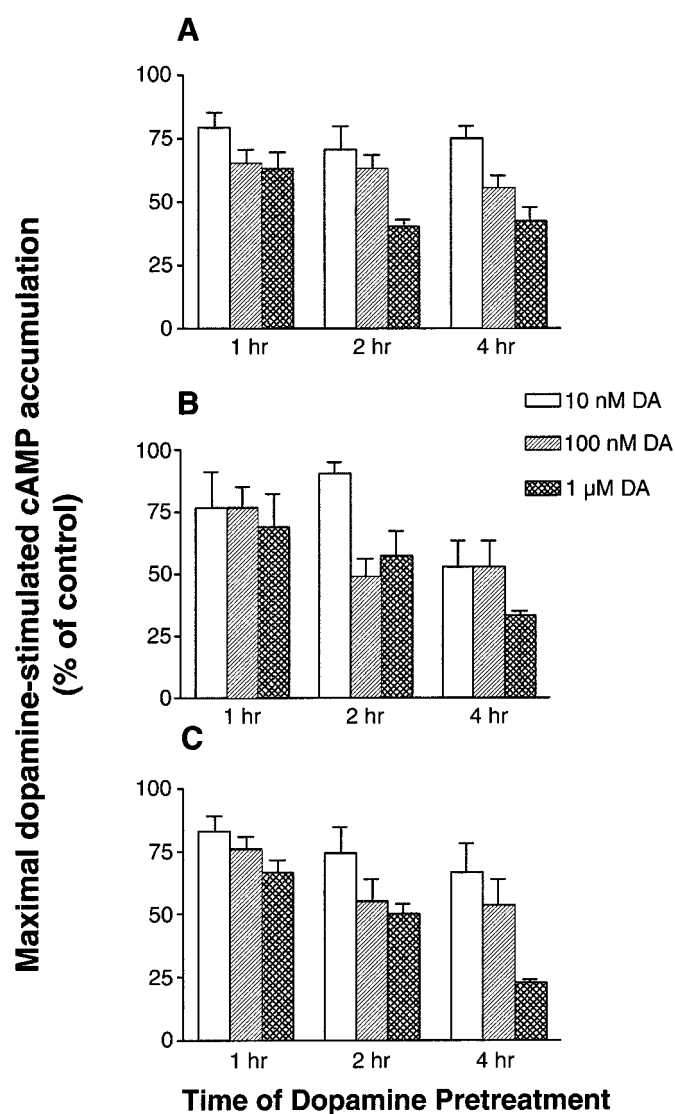 A
100
75
50
25
0
1 hr
2 hr
4 hr
B
10 nM DA
100 nM DA
1 µM DA
100
75
50
25
0
1 hr
2 hr
4 hr
C
100
75
50
25
0
1 hr
2 hr
4 hr
Maximal dopamine-stimulated cAMP accumulation
(% of control)
Time of Dopamine Pretreatment